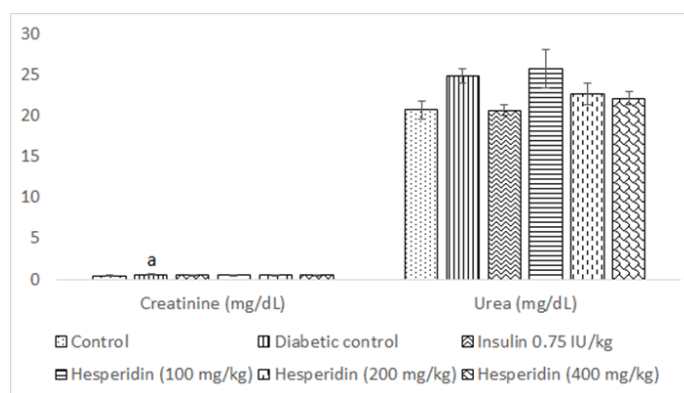 30
25
20
15
10
5
0
a
Creatinine (mg/dL) Urea (mg/dL)
Control Diabetic control Insulin 0.75 IU/kg
Hesperidin (100 mg/kg) Hesperidin (200 mg/kg) Hesperidin (400 mg/kg)